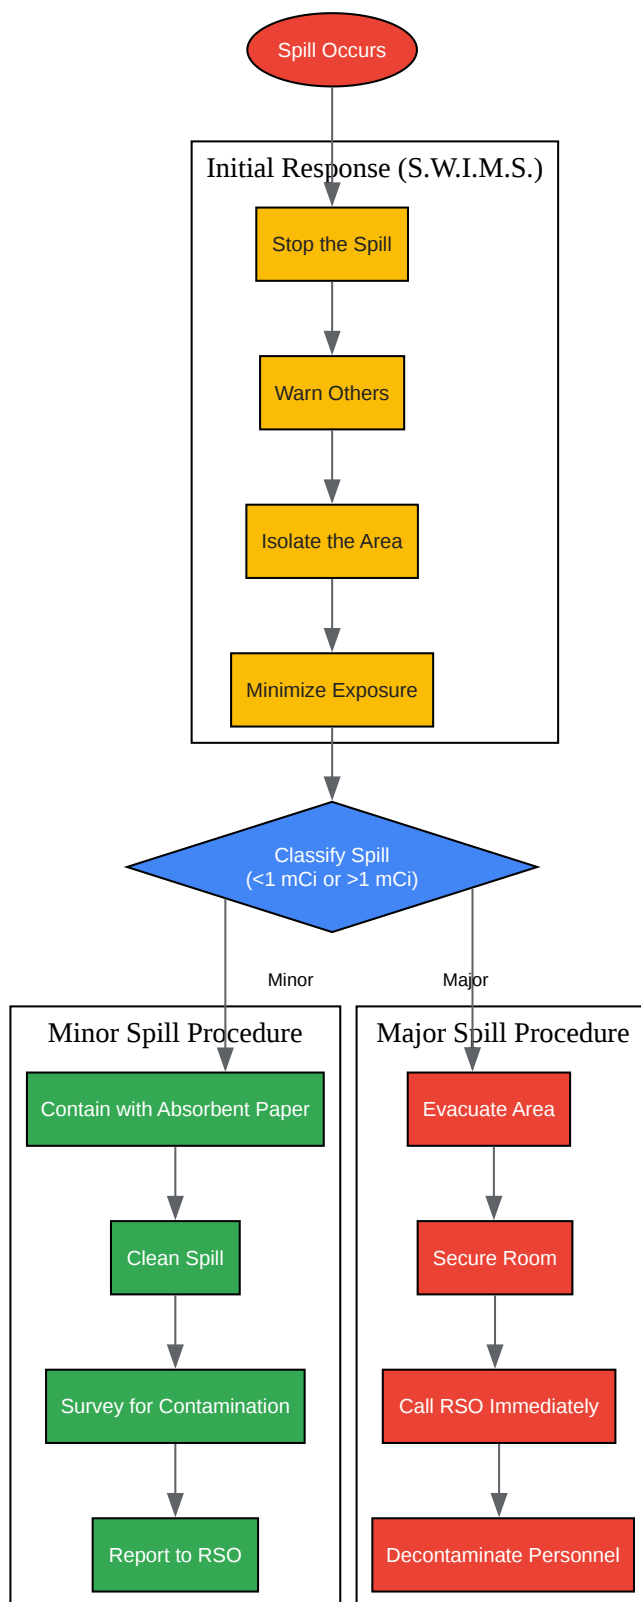 Spill Occurs
Initial Response (S.W.I.M.S.)
Stop the Spill
Warn Others
Isolate the Area
Minimize Exposure
Classify Spill
(<1 mCi or >1 mCi)
Minor
Major
Minor Spill Procedure
Contain with Absorbent Paper
Clean Spill
Survey for Contamination
Report to RSO
Major Spill Procedure
Evacuate Area
Secure Room
Call RSO Immediately
Decontaminate Personnel